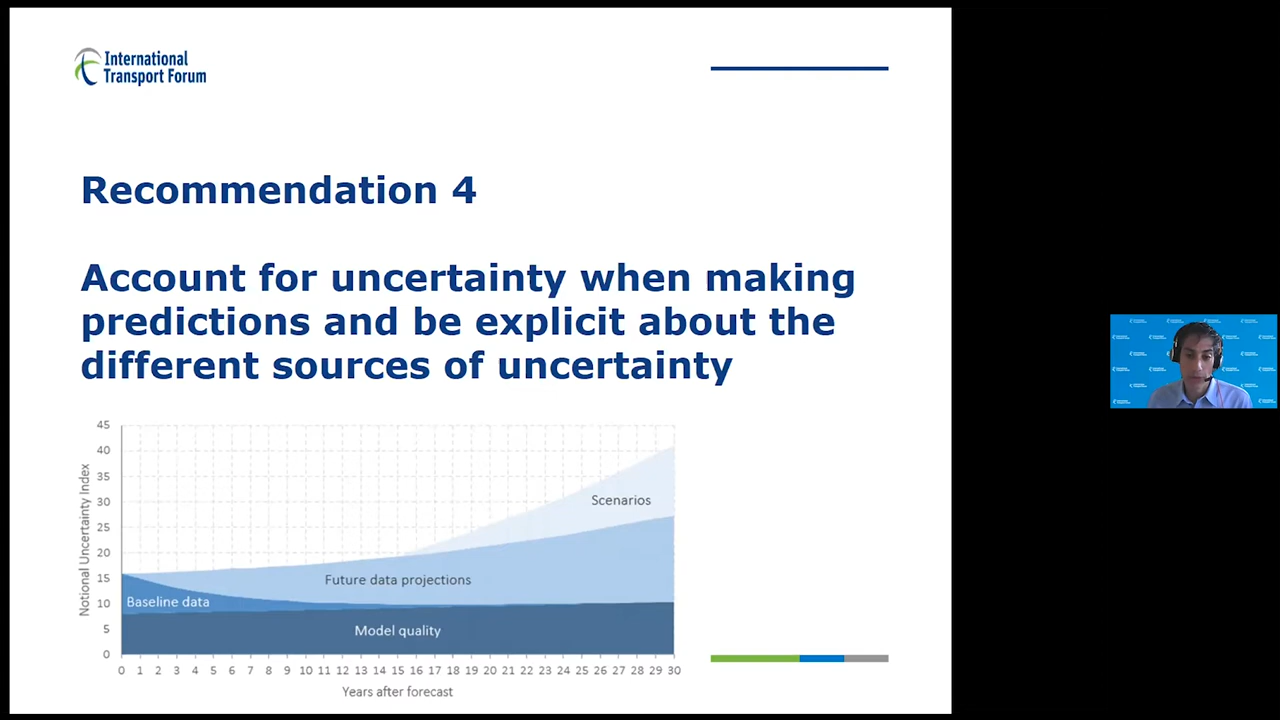 International
Transport Forum
Recommendation 4
Account for uncertainty when making
predictions and be explicit about the
different sources of uncertainty
45
40
35
30
25
20
15
10
5
0
Notional Uncertainty Index
Scenarios
Future data projections
Baseline data
Model quality
0 1 2 3 4 5 6 7 8 9 10 11 12 13 14 15 16 17 18 19 20 21 22 23 24 25 26 27 28 29 30
Years after forecast